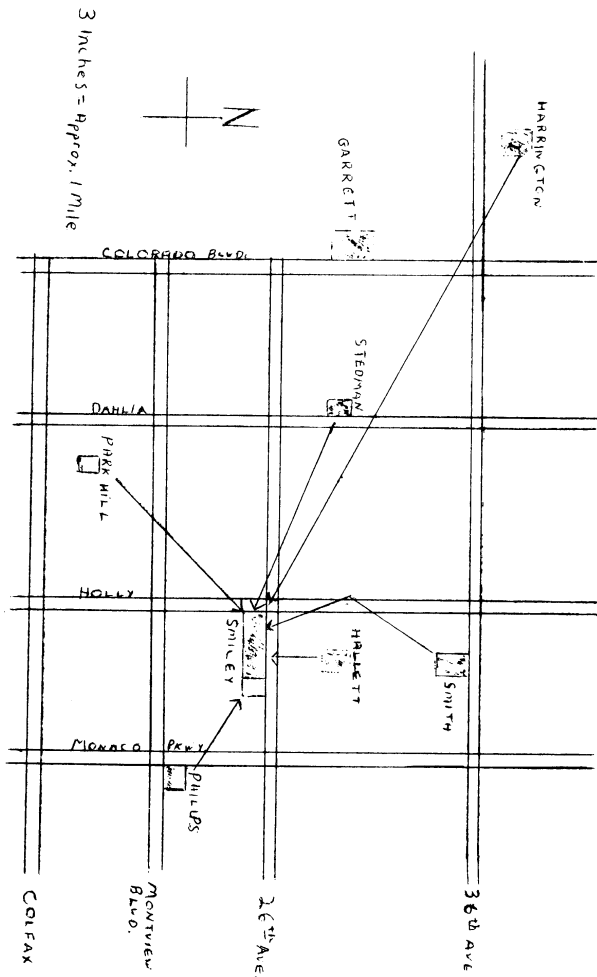 HARRINGTON
36th AVE
SMITH
GARRETT
STEDMAN
HALLETT
26TH AVE.
SMILEY
PHILLIPS
PARK HILL
MONTVIEW
BLVD.
COLFAX
COLORADO BLVD.
DAHLIA
HOLLY
MONACO PKWY
N
3 Inches = Approx. 1 Mile